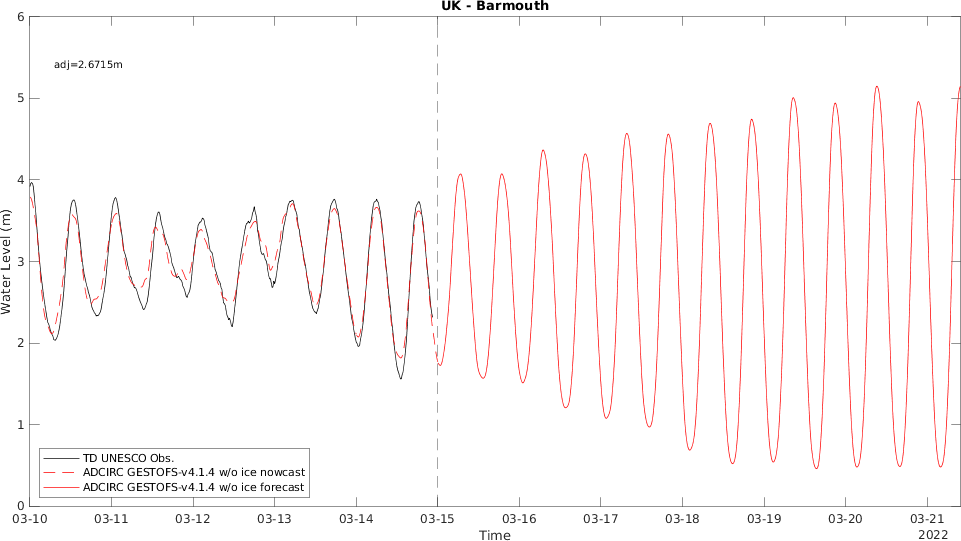 UK - Barmouth
6
adj=2.6715m
5
4
3
2
1
0
Water Level (m)
TD UNESCO Obs.
ADCIRC GESTOFS-v4.1.4 w/o ice nowcast
ADCIRC GESTOFS-v4.1.4 w/o ice forecast
03-10 03-11 03-12 03-13 03-14 03-15 03-16 03-17 03-18 03-19 03-20 03-21
Time
2022